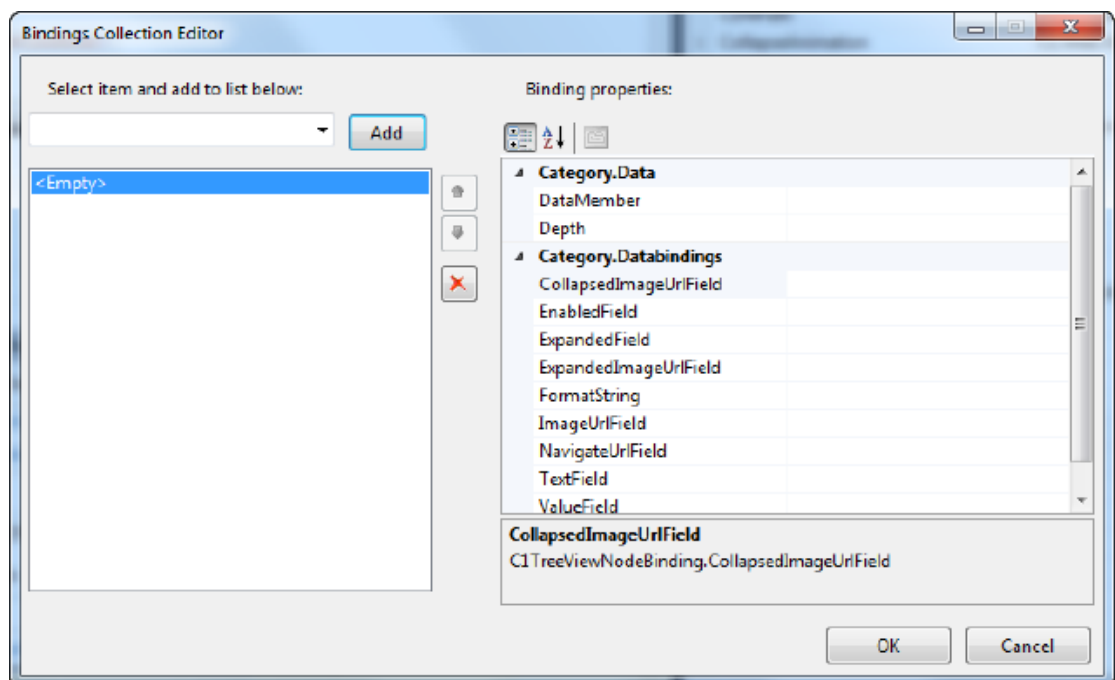 Bindings Collection Editor
Select item and add to list below:
Binding properties:
Add
<Empty>
Category.Data
DataMember
Depth
Category.Databindings
CollapsedImageUrlField
EnabledField
ExpandedField
ExpandedImageUrlField
FormatString
ImageUrlField
NavigateUrlField
TextField
ValueField
CollapsedImageUrlField
C1TreeViewNodeBinding.CollapsedImageUrlField
OK
Cancel